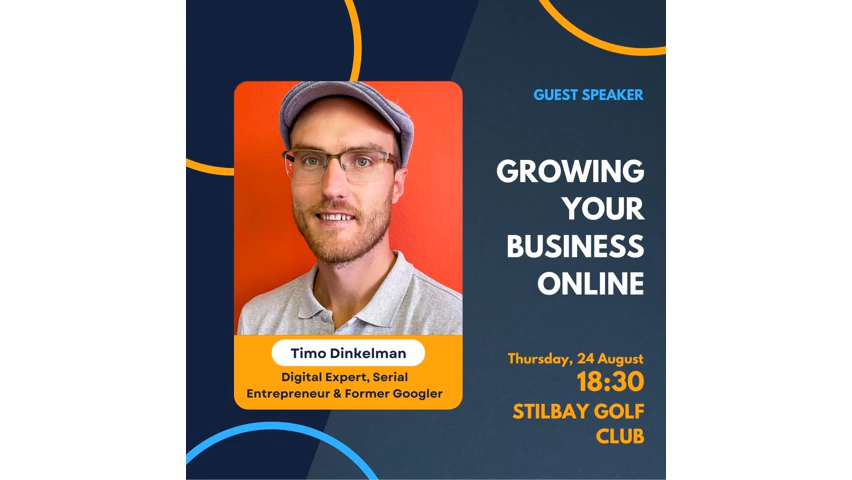 GUEST SPEAKER
GROWING
YOUR
BUSINESS
ONLINE
Timo Dinkelman
Digital Expert, Serial
Entrepreneur & Former Googler
Thursday, 24 August
18:30
STILBAY GOLF
CLUB